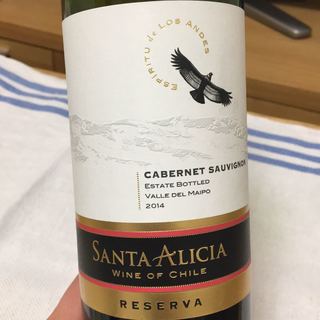 ESPIRITU de LOS ANDES
CABERNET SAUVIGNON
ESTATE BOTTLED
VALLE DEL MAIPO
2014
SANTA ALICIA
WINE OF CHILE
RESERVA